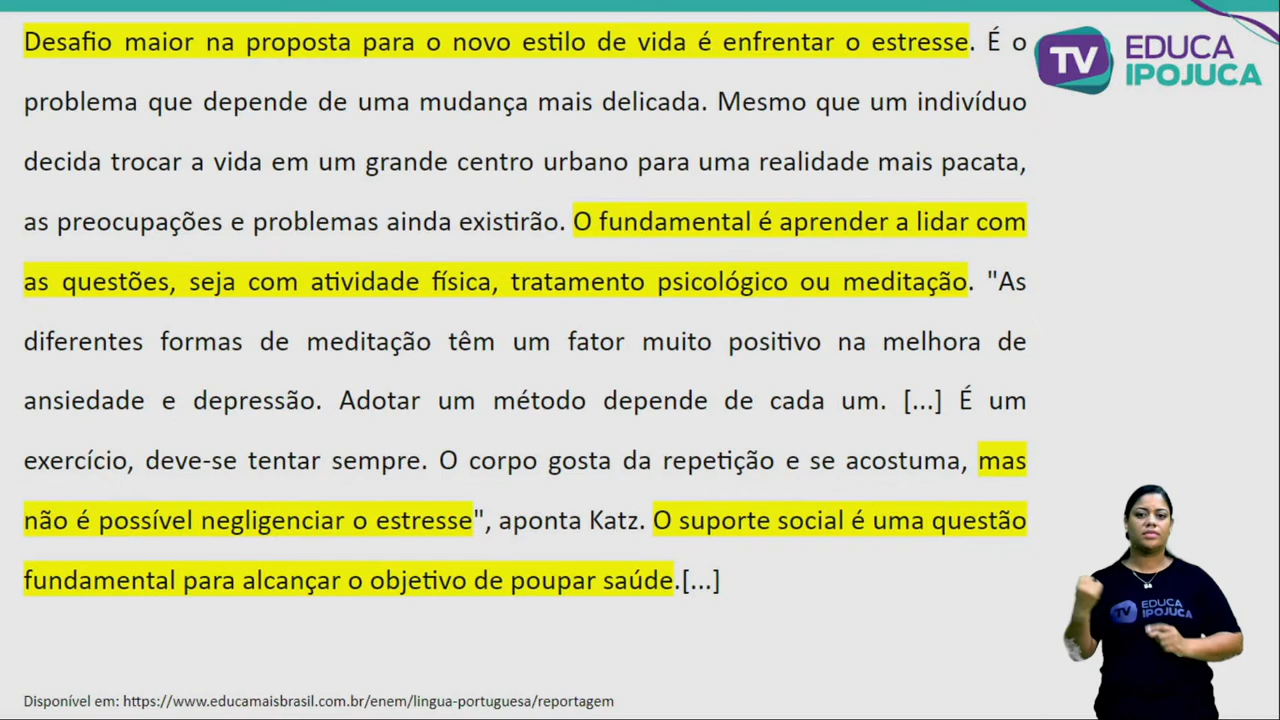 Desafio maior na proposta para o novo estilo de vida é enfrentar o estresse. É o
problema que depende de uma mudança mais delicada. Mesmo que um indivíduo
decida trocar a vida em um grande centro urbano para uma realidade mais pacata,
as preocupações e problemas ainda existirão. O fundamental é aprender a lidar com
as questões, seja com atividade física, tratamento psicológico ou meditação. "As
diferentes formas de meditação têm um fator muito positivo na melhora de
ansiedade e depressão. Adotar um método depende de cada um. [...] É um
exercício, deve-se tentar sempre. O corpo gosta da repetição e se acostuma, mas
não é possível negligenciar o estresse", aponta Katz. O suporte social é uma questão
fundamental para alcançar o objetivo de poupar saúde.[...]
Disponível em: https://www.educamaisbrasil.com.br/enem/lingua-portuguesa/reportagem
TV EDUCA
IPOJUCA
TV EDUCA
IPOJUCA